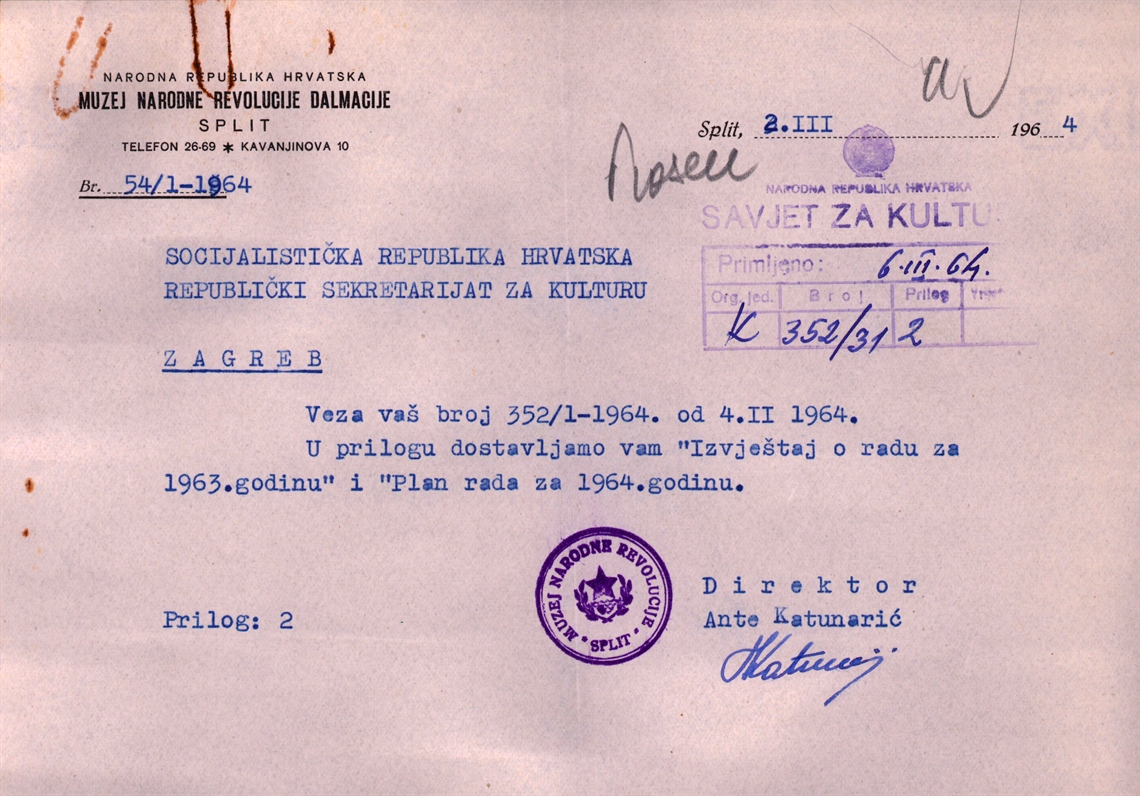 NARODNA REPUBLIKA HRVATSKA
MUZEJ NARODNE REVOLUCIJE DALMACIJE
SPLIT
TELEFON 26-69 * KAVANJINOVA 10
Br. 54/1-1964
Split, 2.III 1964
NARODNA REPUBLIKA HRVATSKA
SAVJET ZA KULTU
Primljeno: 6.III.64.
Org. jed. Broj Prilog
K 352/31 2
SOCIJALISTIČKA REPUBLIKA HRVATSKA
REPUBLIČKI SEKRETARIJAT ZA KULTURU
ZAGREB
Veza vaš broj 352/1-1964. od 4.II 1964.
U prilogu dostavljamo vam "Izvještaj o radu za
1963.godinu" i "Plan rada za 1964.godinu.
MUZEJ NARODNE REVOLUCIJE
* SPLIT *
Direktor
Ante Katunarić
Prilog: 2